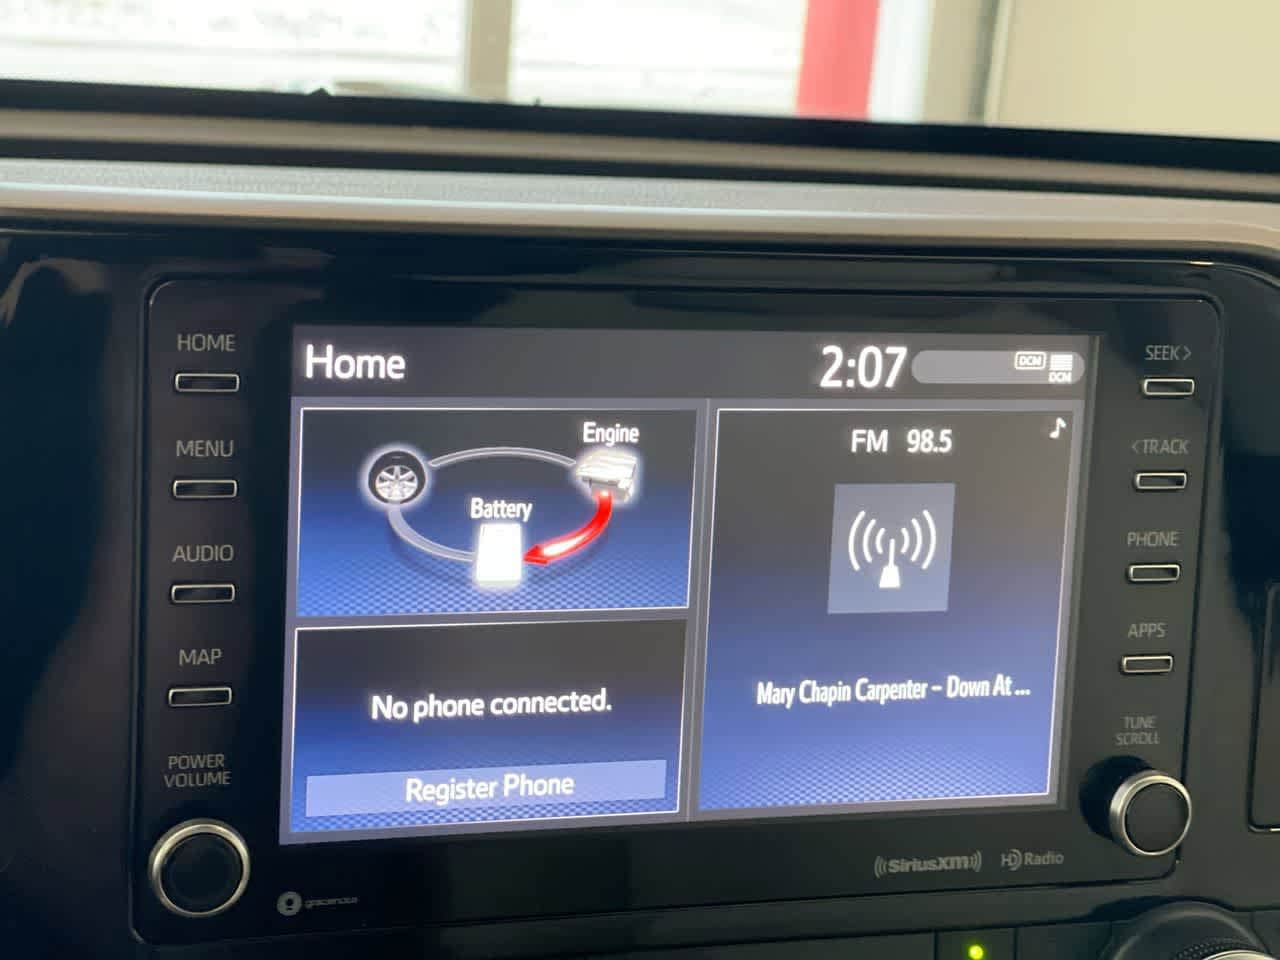 HOME
MENU
AUDIO
MAP
POWER
VOLUME
Home
2:07
DCM
DCM
Engine
Battery
No phone connected.
Register Phone
FM 98.5
Mary Chapin Carpenter – Down At ...
SEEK>
<TRACK
PHONE
APPS
TUNE
SCROLL
gracenote
((SiriusXM))
HD Radio